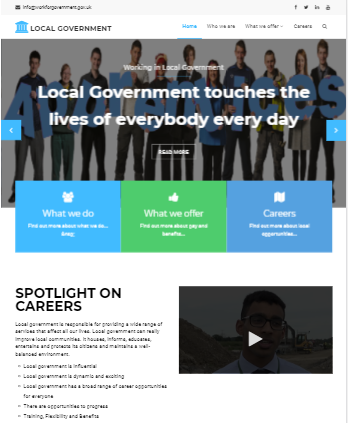 info@workforgovernment.gov.uk
LOCAL GOVERNMENT
Home Who we are What we offer Careers
Working in Local Government
Local Government touches the
lives of everybody every day
READ MORE
What we do
Find out more about what we do...
&nbsp;
What we offer
Find out more about pay and
benefits...
Careers
Find out more about local
opportunities...
SPOTLIGHT ON
CAREERS
Local government is responsible for providing a wide range of
services that affect all our lives. Local government can really
improve local communities. It houses, informs, educates,
entertains and protects its citizens and maintains a well-
balanced environment.
Local government is influential
Local government is dynamic and exciting
Local government has a broad range of career opportunities
for everyone
There are opportunities to progress
Training, Flexibility and Benefits